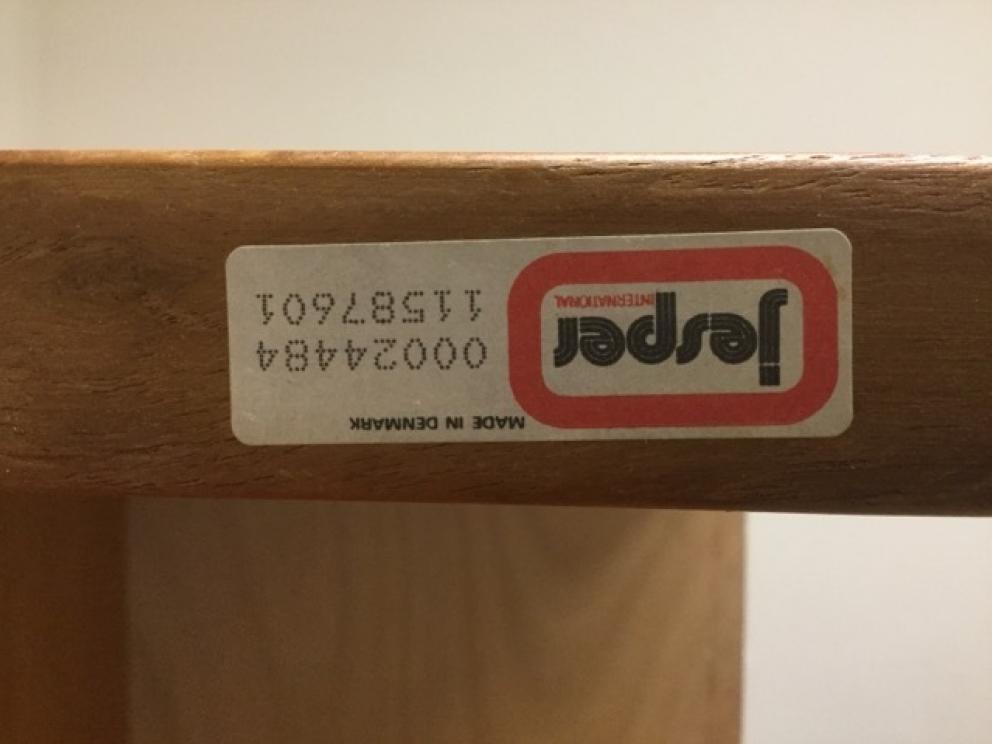 MADE IN DENMARK
jesper
INTERNATIONAL
00024484
11587601